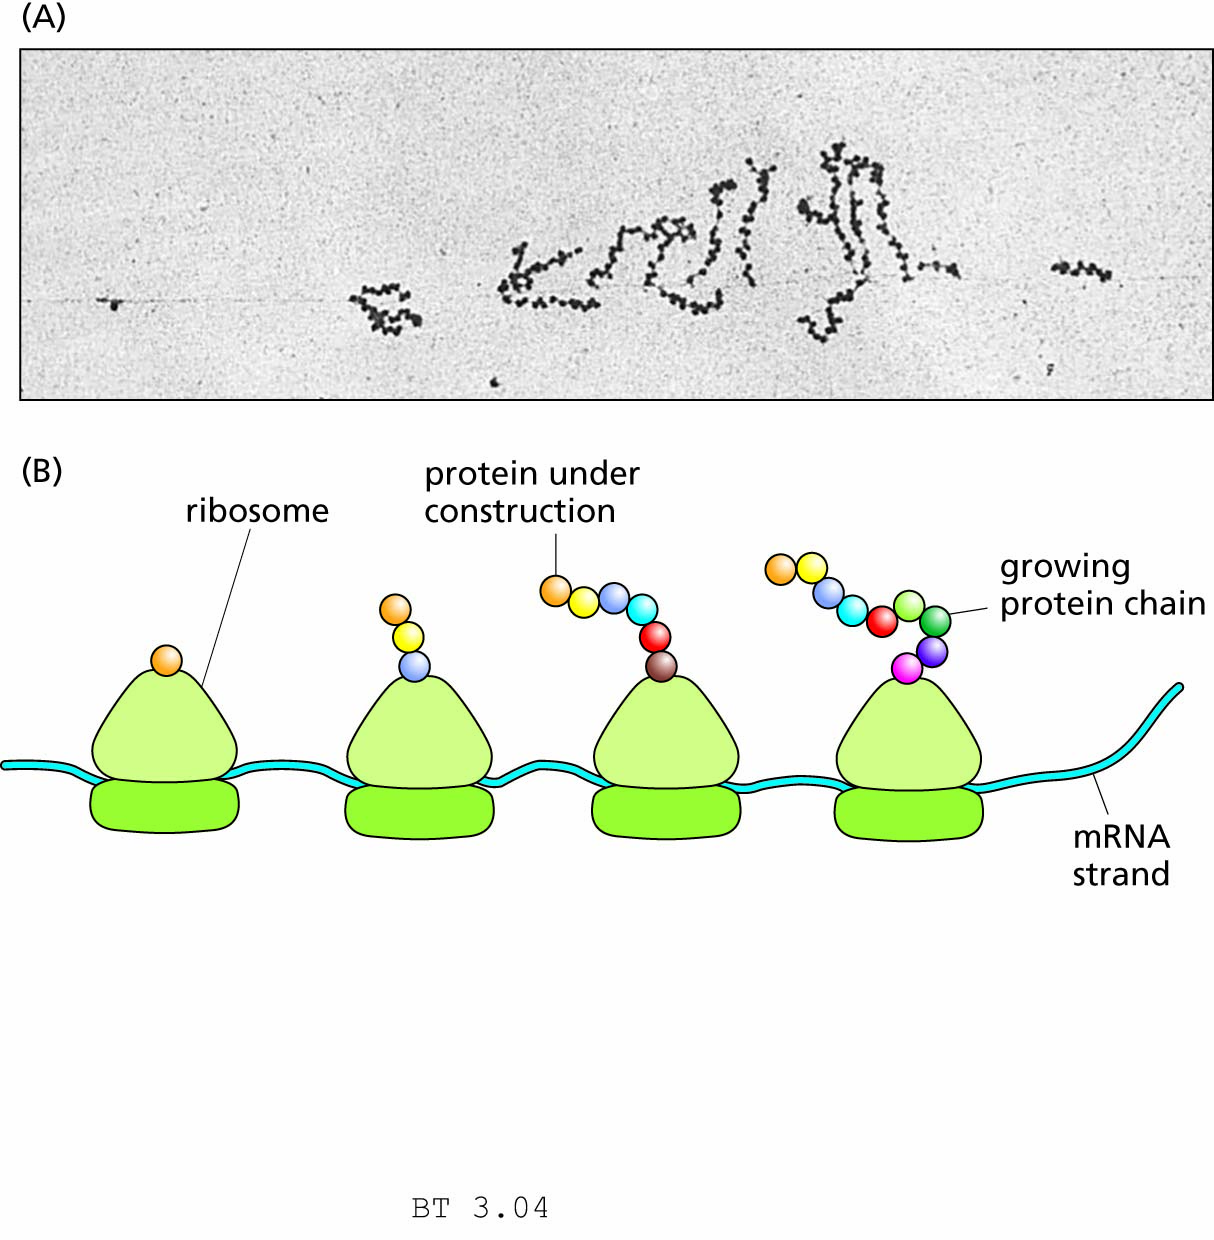 (A)
(B)
ribosome
protein under
construction
growing
protein chain
mRNA
strand
BT 3.04